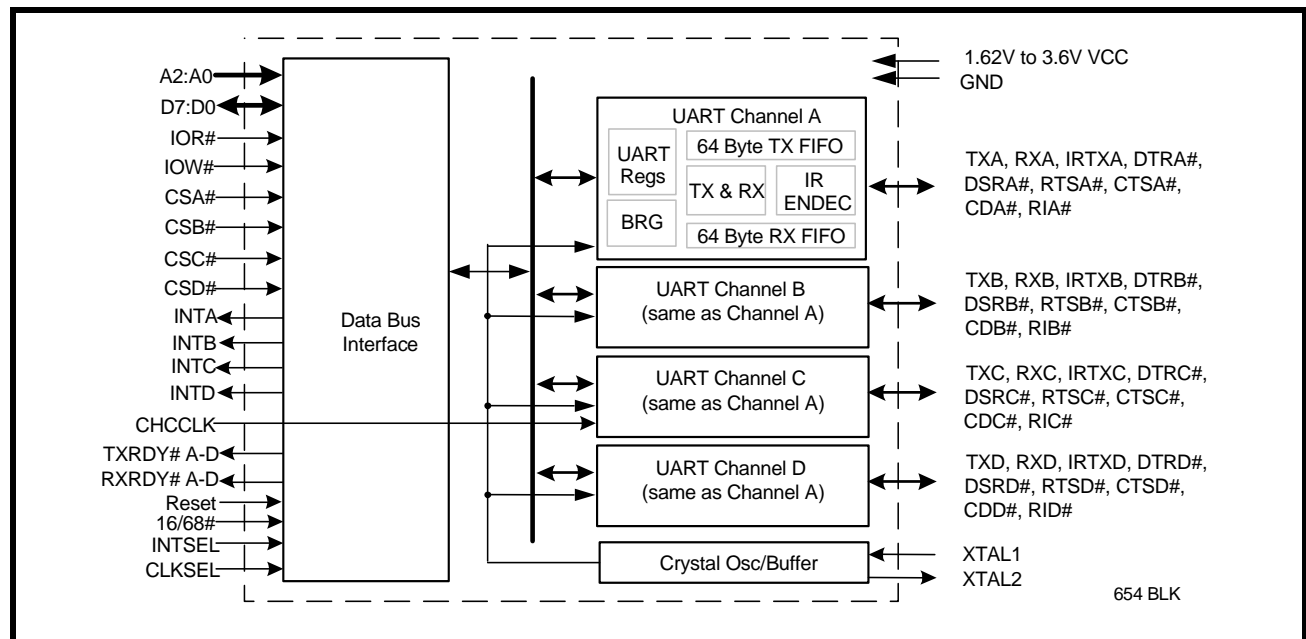 A2:A0
D7:D0
IOR#
IOW#
CSA#
CSB#
CSC#
CSD#
INTA
INTB
INTC
INTD
CHCCLK
TXRDY# A-D
RXRDY# A-D
Reset
16/68#
INTSEL
CLKSEL
Data Bus
Interface
UART Channel A
UART
Regs
BRG
64 Byte TX FIFO
TX & RX
IR
ENDEC
64 Byte RX FIFO
UART Channel B
(same as Channel A)
UART Channel C
(same as Channel A)
UART Channel D
(same as Channel A)
Crystal Osc/Buffer
1.62V to 3.6V VCC
GND
TXA, RXA, IRTXA, DTRA#,
DSRA#, RTSA#, CTSA#,
CDA#, RIA#
TXB, RXB, IRTXB, DTRB#,
DSRB#, RTSB#, CTSB#,
CDB#, RIB#
TXC, RXC, IRTXC, DTRC#,
DSRC#, RTSC#, CTSC#,
CDC#, RIC#
TXD, RXD, IRTXD, DTRD#,
DSRD#, RTSD#, CTSD#,
CDD#, RID#
XTAL1
XTAL2
654 BLK